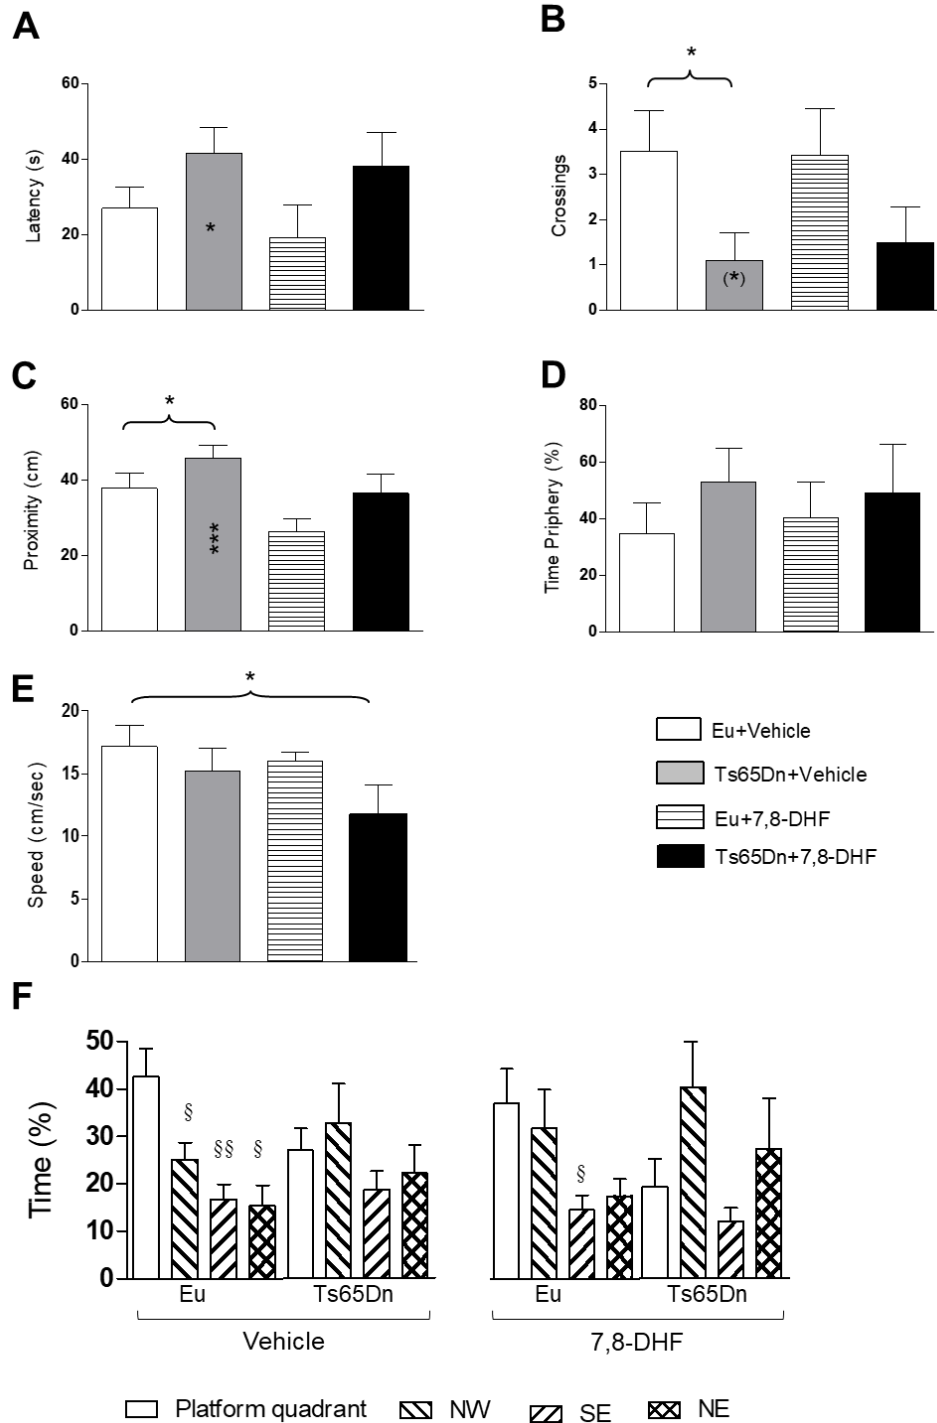 A
Latency (s)
60
40
20
0
*
B
Crossings
5
4
3
2
1
0
*
(*)
C
Proximity (cm)
60
40
20
0
*
***
D
Time Priphery (%)
80
60
40
20
0
E
Speed (cm/sec)
20
15
10
5
0
*
Eu+Vehicle
Ts65Dn+Vehicle
Eu+7,8-DHF
Ts65Dn+7,8-DHF
F
Time (%)
50
40
30
20
10
0
§ §§ § §
Eu Ts65Dn Eu Ts65Dn
Vehicle 7,8-DHF
Platform quadrant NW SE NE